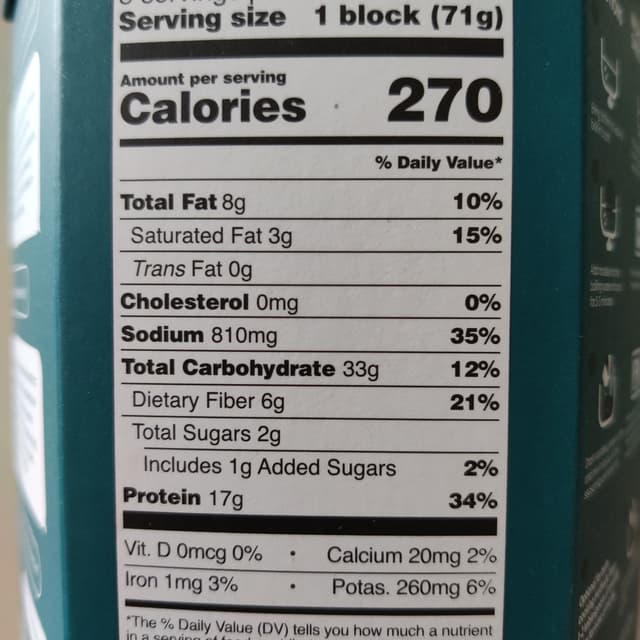 Serving size 1 block (71g)
Amount per serving
Calories 270
% Daily Value*
Total Fat 8g 10%
Saturated Fat 3g 15%
Trans Fat 0g
Cholesterol 0mg 0%
Sodium 810mg 35%
Total Carbohydrate 33g 12%
Dietary Fiber 6g 21%
Total Sugars 2g
Includes 1g Added Sugars 2%
Protein 17g 34%
Vit. D 0mcg 0% • Calcium 20mg 2%
Iron 1mg 3% • Potas. 260mg 6%
*The % Daily Value (DV) tells you how much a nutrient
in a serving of